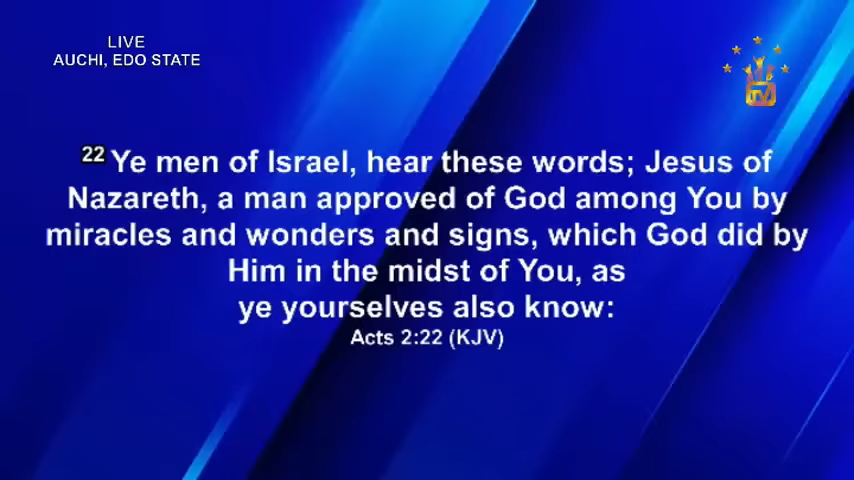 LIVE
AUCHI, EDO STATE
TV
22 Ye men of Israel, hear these words; Jesus of
Nazareth, a man approved of God among You by
miracles and wonders and signs, which God did by
Him in the midst of You, as
ye yourselves also know:
Acts 2:22 (KJV)